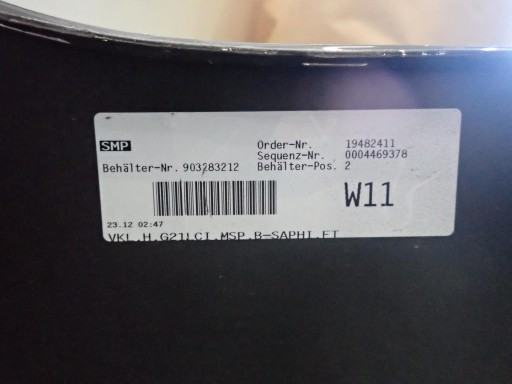 SMP
Order-Nr. 19482411
Sequenz-Nr. 0004469378
Behälter-Nr. 903283212 Behälter-Pos. 2
W11
23.12 02:47
VKL.H.G21LCI.MSP.B-SAPHI.ET